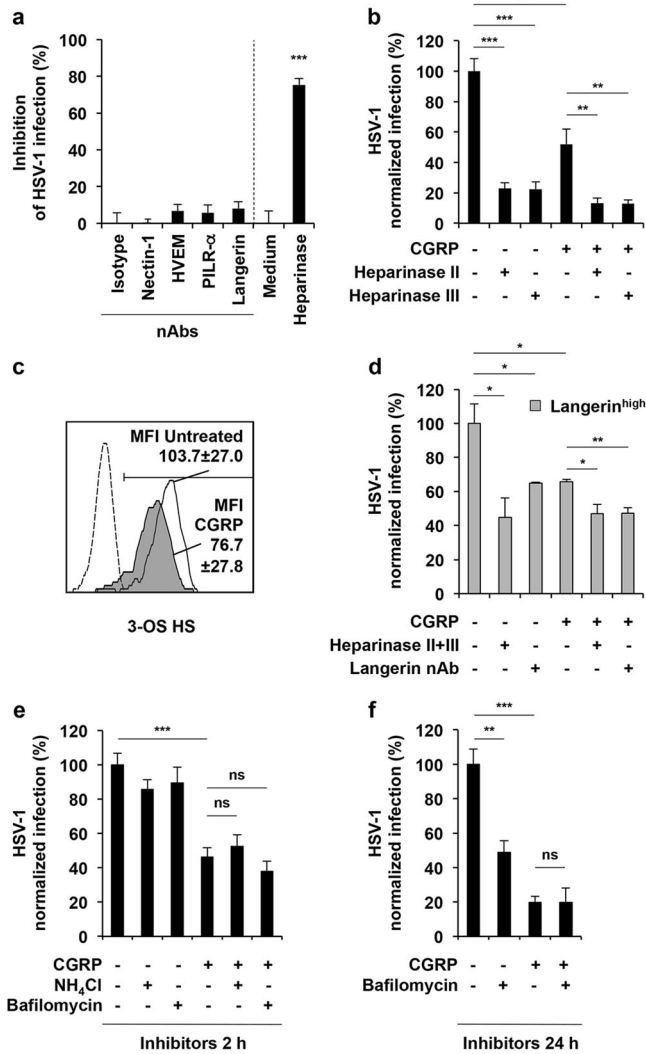 a
Inhibition
of HSV-1 infection (%)
100
80
60
40
20
0
***
Isotype
Nectin-1
HVEM
PILR-α
Langerin
Medium
Heparinase
nAbs
b
HSV-1
normalized infection (%)
120
100
80
60
40
20
0
***
***
**
**
CGRP - - - + + +
Heparinase II - + - - + -
Heparinase III - - + - - +
c
MFI Untreated
103.7±27.0
MFI
CGRP
76.7
±27.8
3-OS HS
d
HSV-1
normalized infection (%)
120
100
80
60
40
20
0
*
*
*
**
*
Langerinhigh
CGRP - - - + + +
Heparinase II+III - + - - + -
Langerin nAb - - + - - +
e
HSV-1
normalized infection (%)
120
100
80
60
40
20
0
***
ns
ns
CGRP - - - + + +
NH4Cl - + - - + -
Bafilomycin - - + - - +
Inhibitors 2 h
f
HSV-1
normalized infection (%)
120
100
80
60
40
20
0
***
**
ns
CGRP - - + +
Bafilomycin - + - +
Inhibitors 24 h